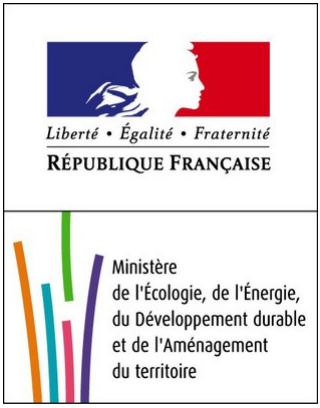 Liberté • Égalité • Fraternité
RÉPUBLIQUE FRANÇAISE
Ministère
de l'Écologie, de l'Énergie,
du Développement durable
et de l'Aménagement
du territoire